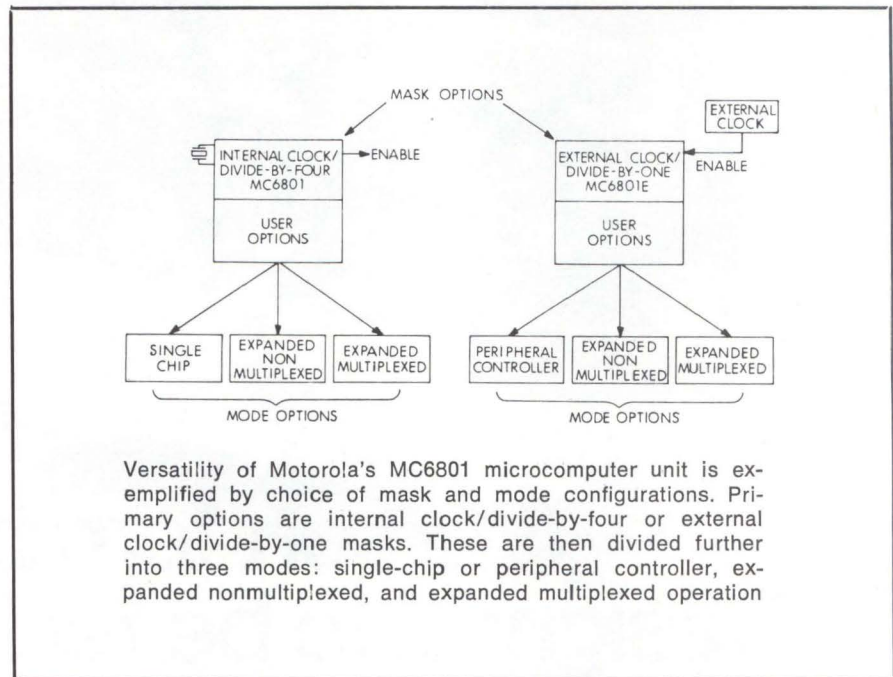 MASK OPTIONS
EXTERNAL
CLOCK
INTERNAL CLOCK/
DIVIDE-BY-FOUR
MC6801
ENABLE
EXTERNAL CLOCK/
DIVIDE-BY-ONE
MC6801E
ENABLE
USER
OPTIONS
USER
OPTIONS
SINGLE
CHIP
EXPANDED
NON
MULTIPLEXED
EXPANDED
MULTIPLEXED
PERIPHERAL
CONTROLLER
EXPANDED
NON
MULTIPLEXED
EXPANDED
MULTIPLEXED
MODE OPTIONS
MODE OPTIONS
Versatility of Motorola's MC6801 microcomputer unit is ex-
emplified by choice of mask and mode configurations. Pri-
mary options are internal clock/divide-by-four or external
clock/divide-by-one masks. These are then divided further
into three modes: single-chip or peripheral controller, ex-
panded nonmultiplexed, and expanded multiplexed operation